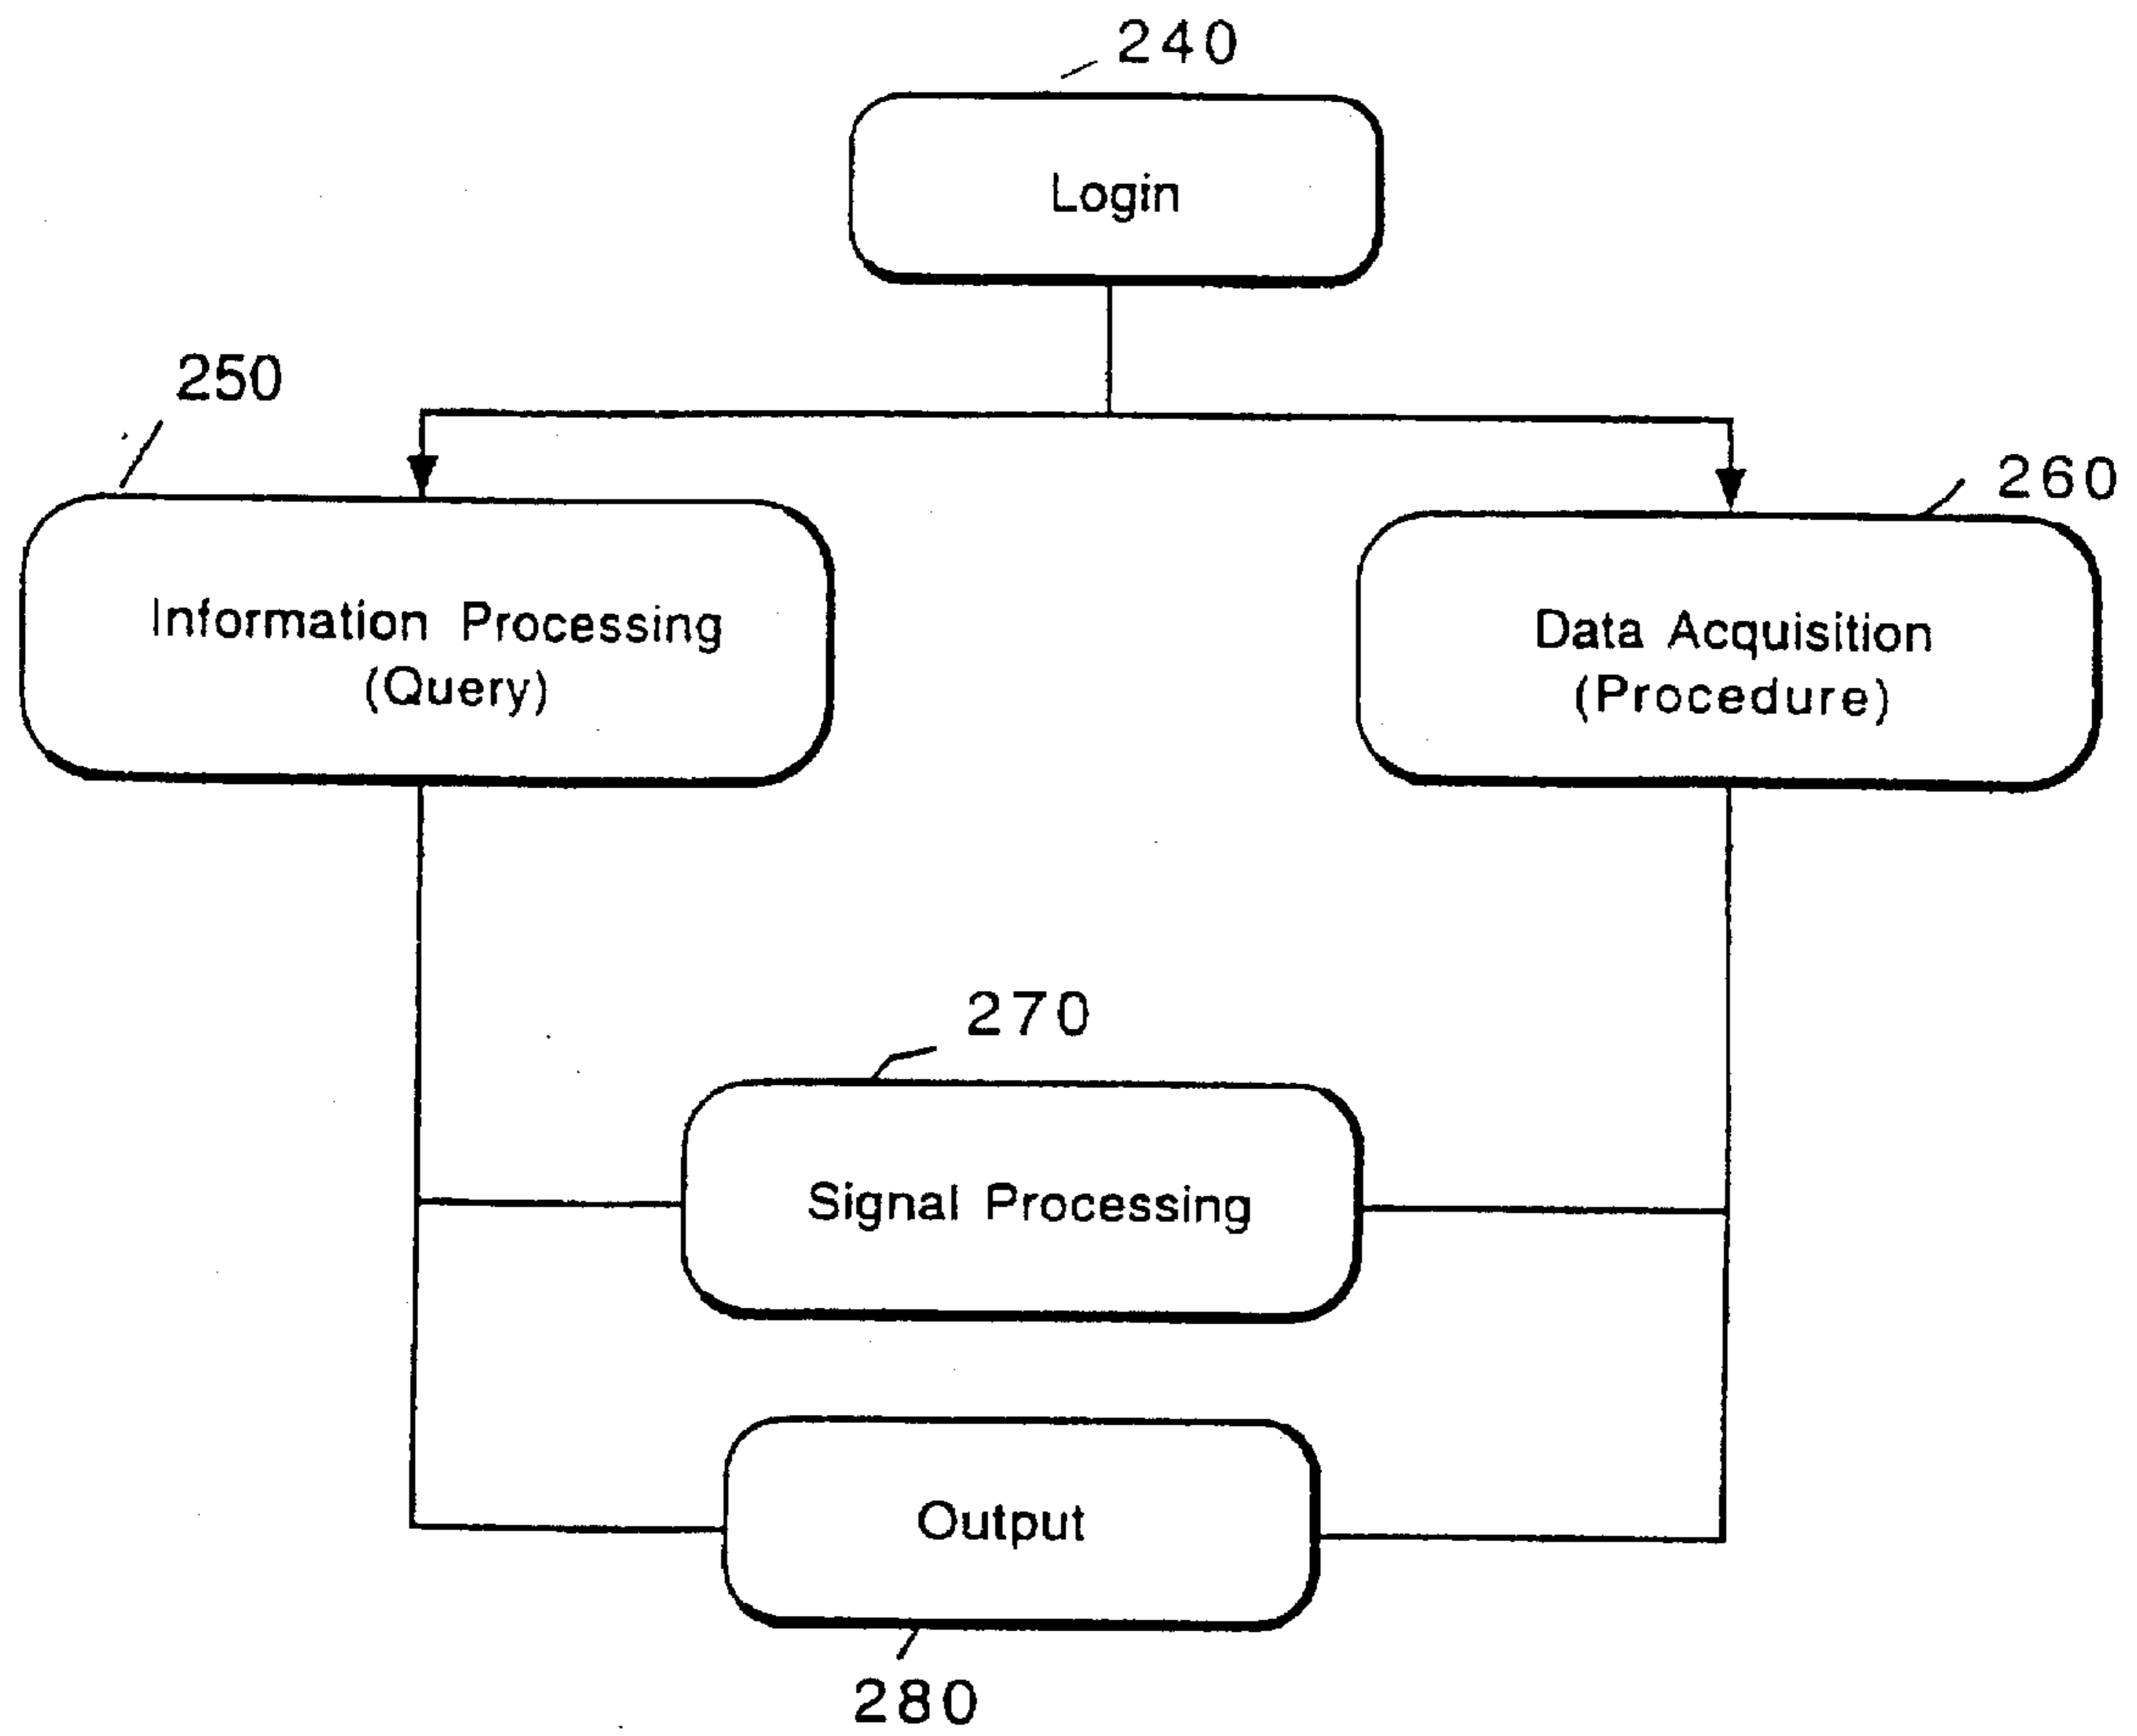 240
Login
250
260
Information Processing
(Query)
Data Acquisition
(Procedure)
270
Signal Processing
Output
280